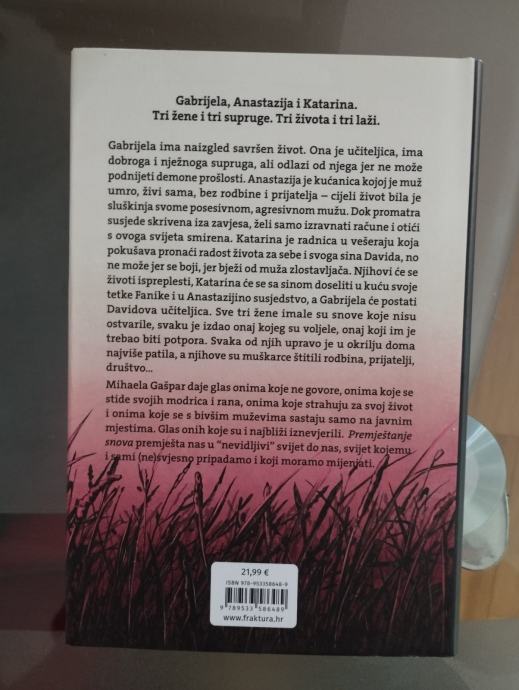 Gabrijela, Anastazija i Katarina.
Tri žene i tri supruge. Tri života i tri laži.
Gabrijela ima naizgled savršen život. Ona je učiteljica, ima
dobroga i nježnoga supruga, ali odlazi od njega jer ne može
podnijeti demone prošlosti. Anastazija je kućanica kojoj je muž
umro, živi sama, bez rodbine i prijatelja – cijeli život bila je
sluškinja svome posesivnom, agresivnom mužu. Dok promatra
susjede skrivena iza zavjesa, želi samo izravnati račune i otići
s ovoga svijeta smirena. Katarina je radnica u vešeraju koja
pokušava pronaći radost života za sebe i svoga sina Davida, no
ne može jer se boji, jer bježi od muža zlostavljača. Njihovi će se
životi ispreplesti, Katarina će se sa sinom doseliti u kuću svoje
tetke Fanike i u Anastazijino susjedstvo, a Gabrijela će postati
Davidova učiteljica. Sve tri žene imale su snove koje nisu
ostvarile, svaku je izdao onaj kojeg su voljele, onaj koji im je
trebao biti potpora. Svaka od njih upravo je u okrilju doma
najviše patila, a njihove su muškarce štitili rodbina, prijatelji,
društvo...
Mihaela Gašpar daje glas onima koje ne govore, onima koje se
stide svojih modrica i rana, onima koje strahuju za svoj život
i onima koje se s bivšim muževima sastaju samo na javnim
mjestima. Glas onih koje su i najbliži iznevjerili. Premještanje
snova premješta nas u “nevidljivi” svijet do nas, svijet kojemu
i sami (ne)svjesno pripadamo i koji moramo mijenjati.
21,99 €
ISBN 978-953358648-9
9 789533 586489
www.fraktura.hr